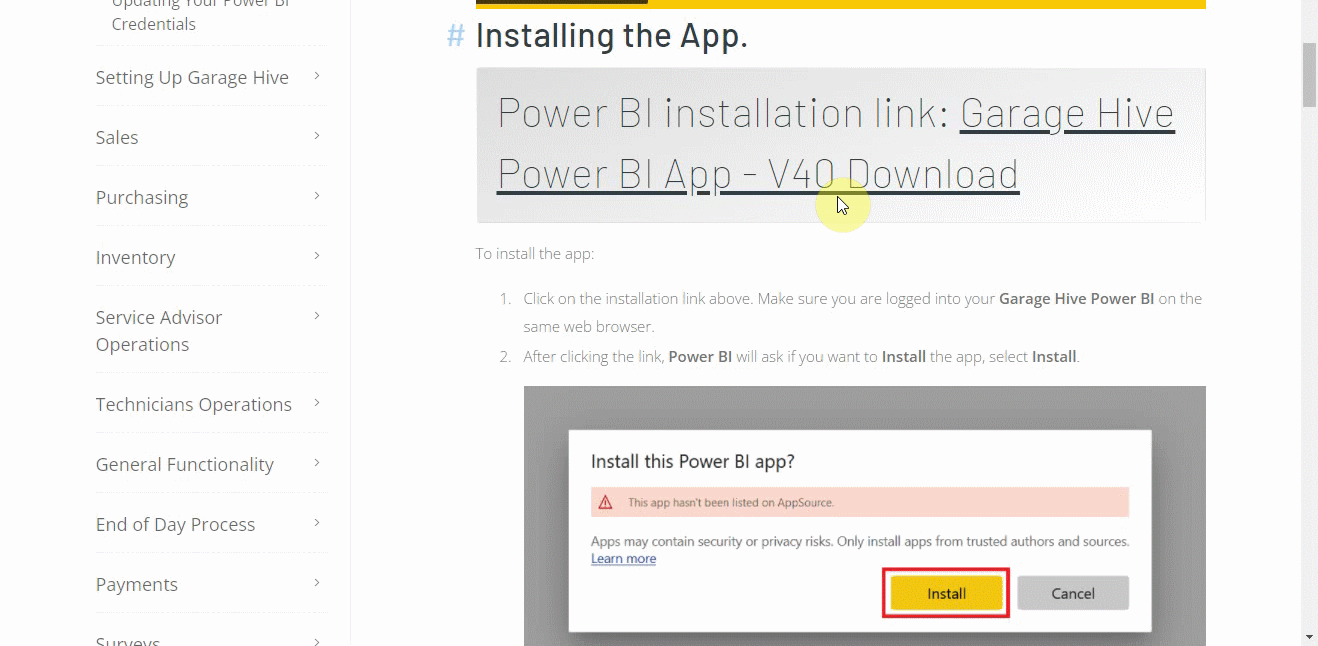 Updating Your Power BI
Credentials
Setting Up Garage Hive
Sales
Purchasing
Inventory
Service Advisor
Operations
Technicians Operations
General Functionality
End of Day Process
Payments
Surveys
# Installing the App.
Power BI installation link: Garage Hive
Power BI App - V40 Download
To install the app:
1. Click on the installation link above. Make sure you are logged into your Garage Hive Power BI on the
same web browser.
2. After clicking the link, Power BI will ask if you want to Install the app, select Install.
Install this Power BI app?
This app hasn't been listed on AppSource.
Apps may contain security or privacy risks. Only install apps from trusted authors and sources.
Learn more
Install Cancel